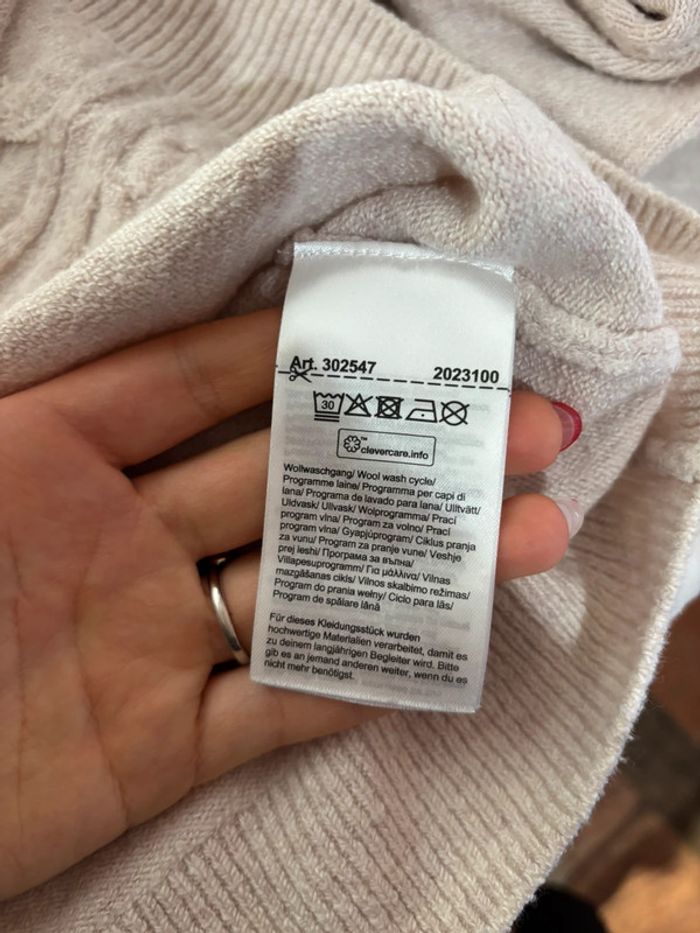 Art. 302547 2023100
30
clevercare.info
Wollwaschgang/ Wool wash cycle/
Programme laine/ Programma per capi di
lana/ Programa de lavado para lana/ Ulltvätt/
Uldvask/ Ullvask/ Wolprogramma/ Prací
program vlna/ Program za volno/ Prací
program vlna/ Gyapjúprogram/ Ciklus pranja
za vunu/ Program za pranje vune/ Veshje
prej leshi/ Програма за вълна/
Villapesuprogramm/ Για μάλλινα/ Vilnas
mazgāšanas cikls/ Vilnos skalbimo režimas/
Program do prania wełny/ Ciclo para lãs/
Program de spălare lână
Für dieses Kleidungsstück wurden
hochwertige Materialien verarbeitet, damit es
zu deinem langjährigen Begleiter wird. Bitte
gib es an jemand anderen weiter, wenn du es
nicht mehr benötigst.